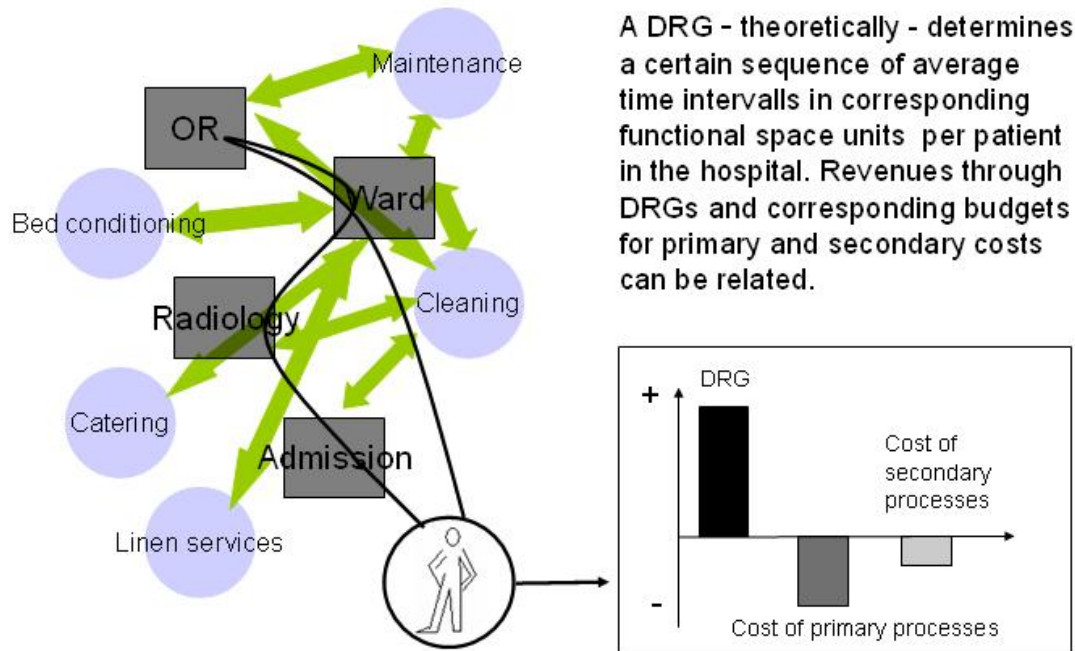 A DRG - theoretically - determines
a certain sequence of average
time intervalls in corresponding
functional space units per patient
in the hospital. Revenues through
DRGs and corresponding budgets
for primary and secondary costs
can be related.
Maintenance
OR
Ward
Bed conditioning
Radiology
Cleaning
Catering
Admission
Linen services
+
DRG
Cost of
secondary
processes
-
Cost of primary processes